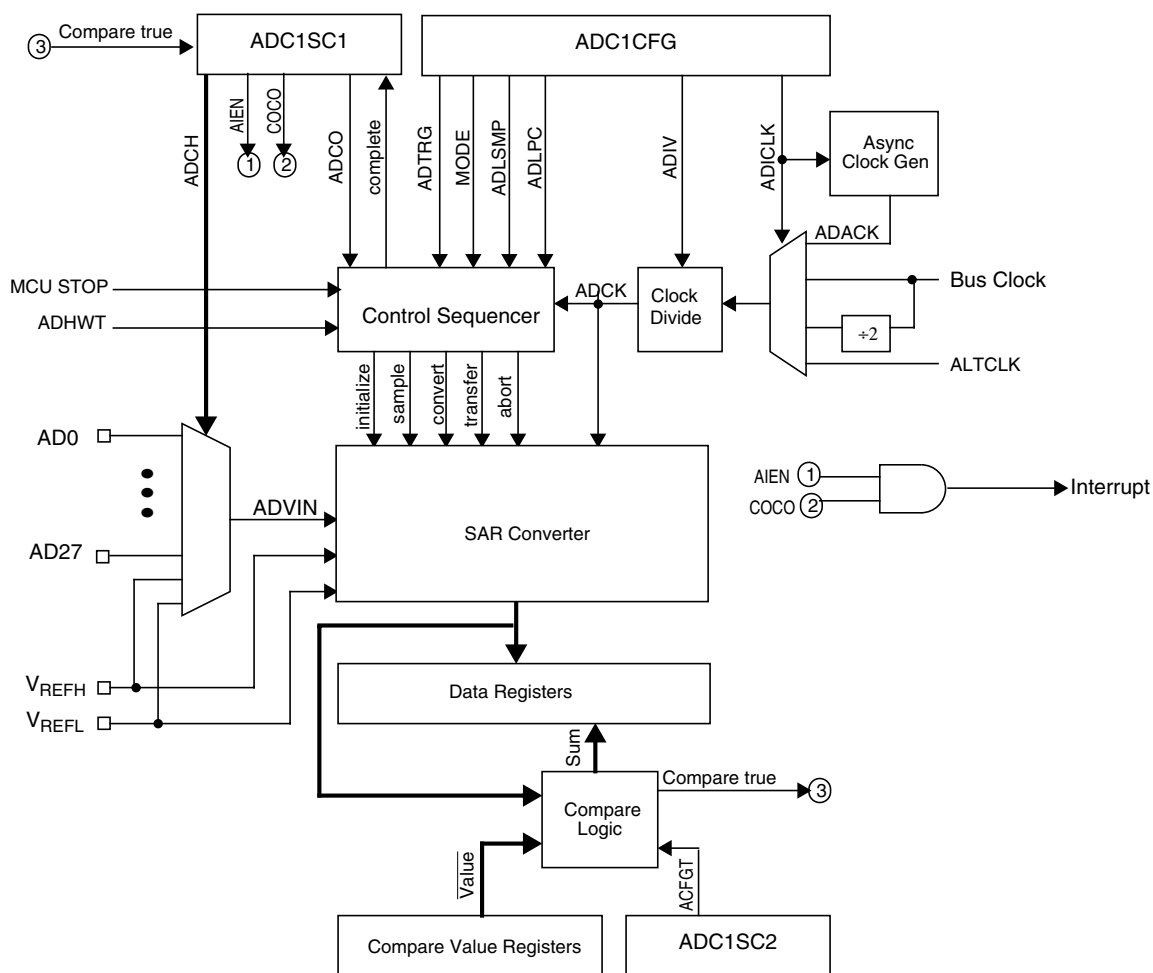 3 Compare true
ADC1SC1
ADC1CFG
ADCH
AIEN
COCO
1
2
ADCO
complete
ADTRG
MODE
ADLSMP
ADLPC
ADIV
ADICLK
Async
Clock Gen
ADACK
MCU STOP
ADHWT
Control Sequencer
ADCK
Clock
Divide
Bus Clock
÷2
ALTCLK
initialize
sample
convert
transfer
abort
AD0
AD27
ADVIN
SAR Converter
AIEN 1
COCO 2
Interrupt
VREFH
VREFL
Data Registers
Sum
Compare
Logic
Compare true
3
Value
ACFGT
Compare Value Registers
ADC1SC2